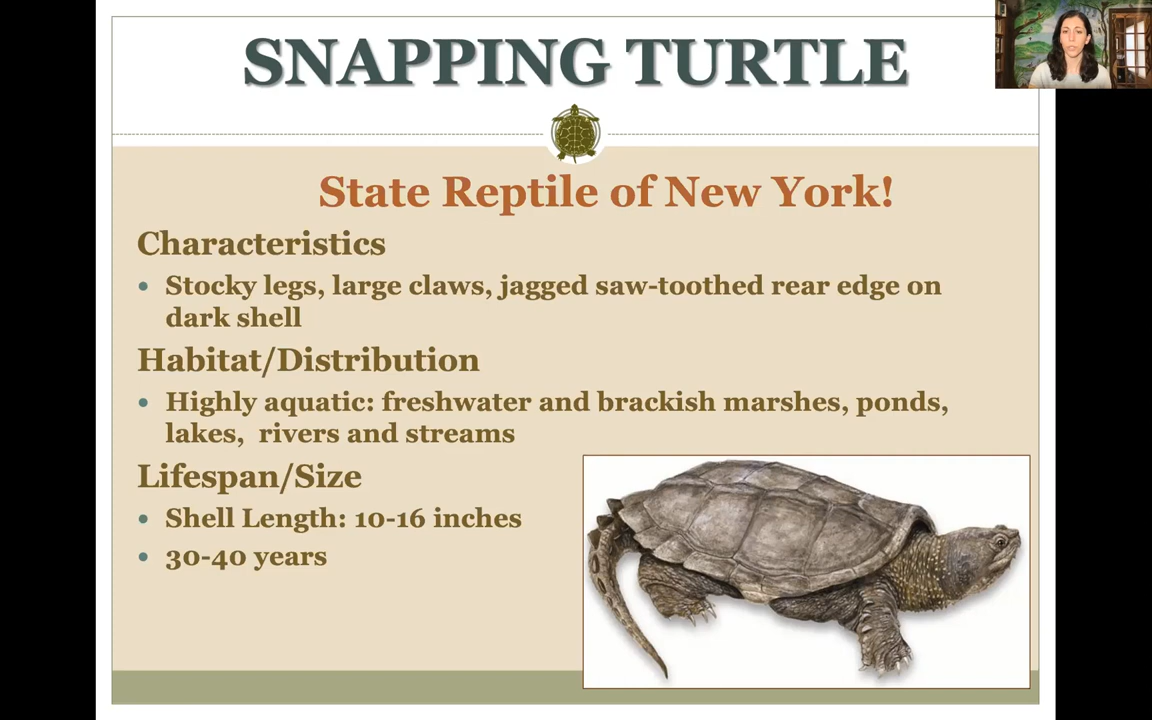 SNAPPING TURTLE
State Reptile of New York!
Characteristics
• Stocky legs, large claws, jagged saw-toothed rear edge on
dark shell
Habitat/Distribution
• Highly aquatic: freshwater and brackish marshes, ponds,
lakes,  rivers and streams
Lifespan/Size
• Shell Length: 10-16 inches
• 30-40 years